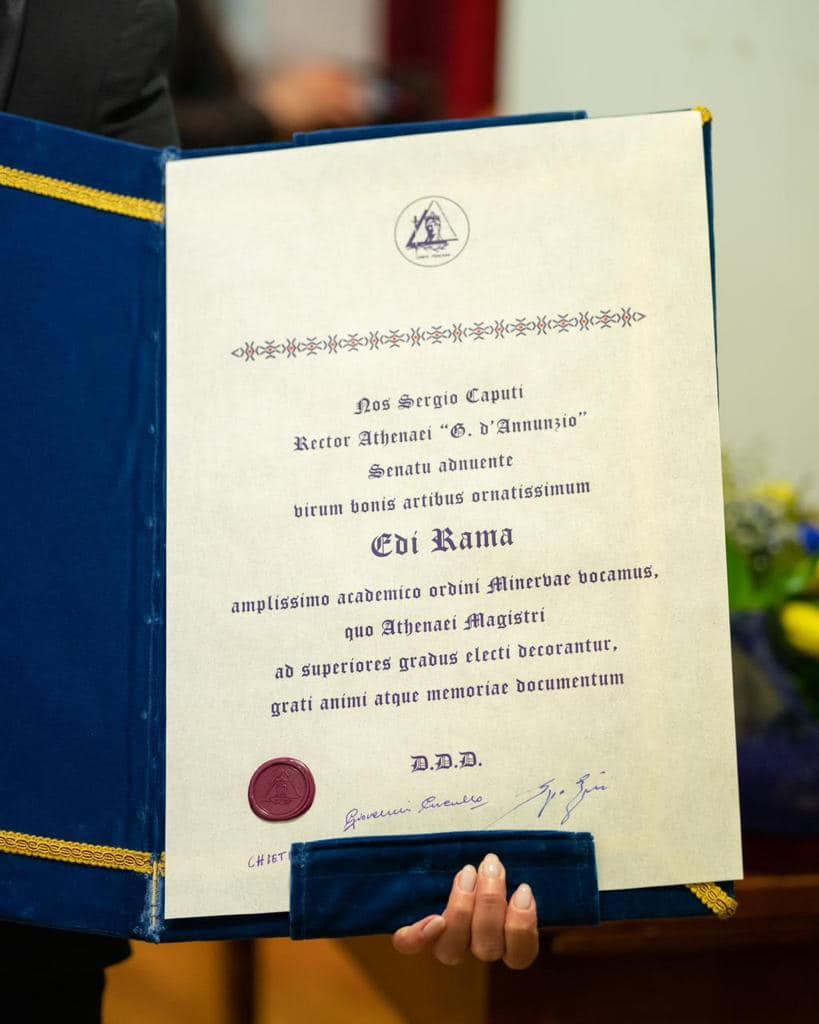 Nos Sergio Caputi
Rector Athenaei “G. d’Annunzio”
Senatu adnuente
virum bonis artibus ornatissimum
Edi Rama
amplissimo academico ordini Minervae vocamus,
quo Athenaei Magistri
ad superiores gradus electi decorantur,
grati animi atque memoriae documentum
D.D.D.
CHIETI